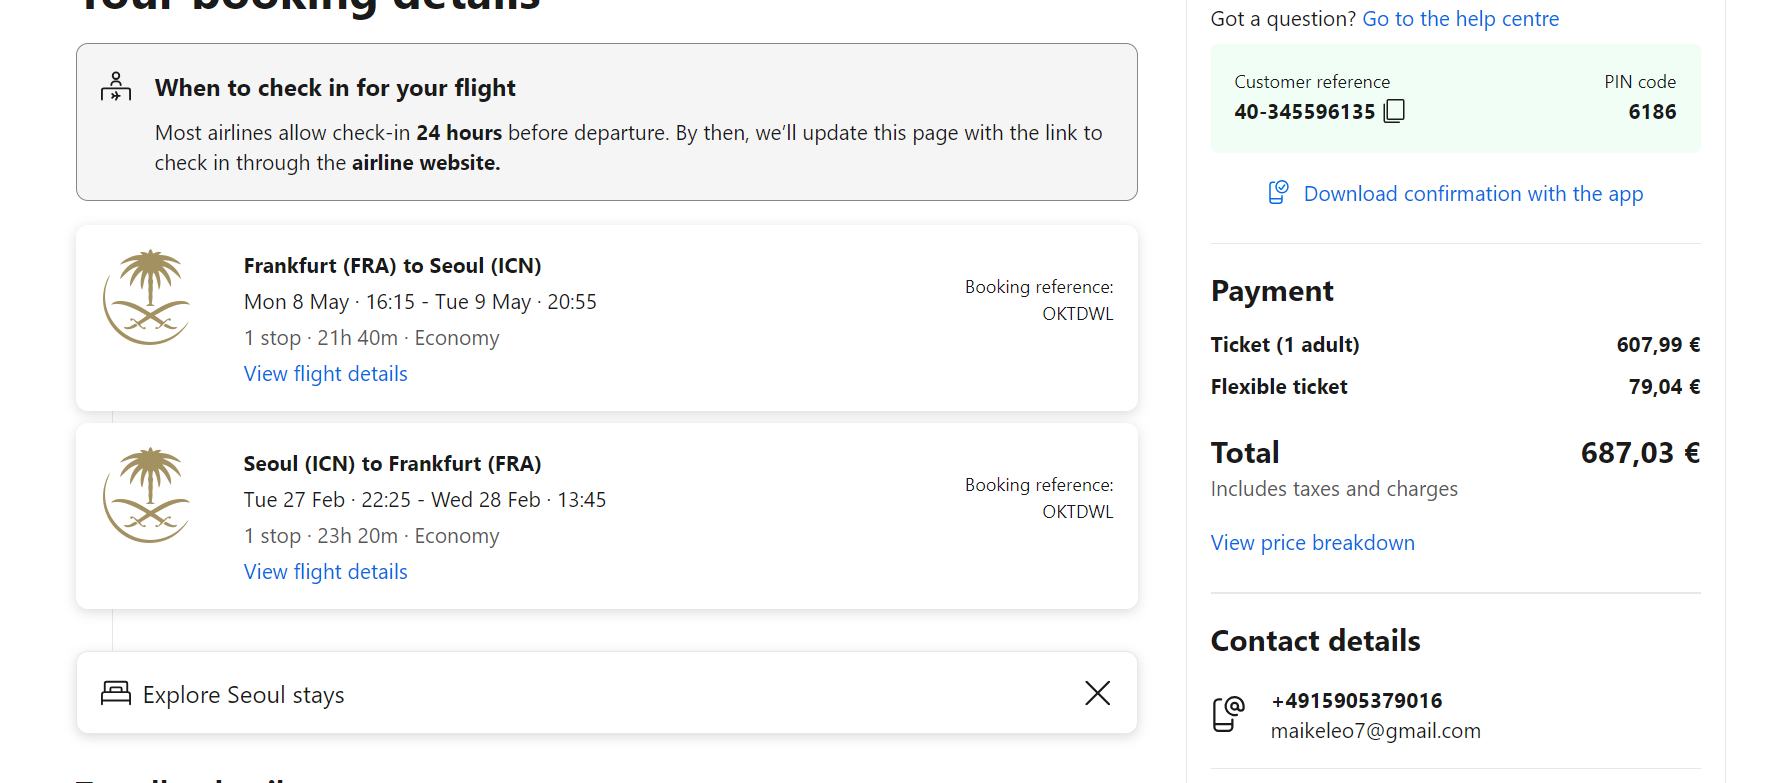 Your booking details
When to check in for your flight
Most airlines allow check-in 24 hours before departure. By then, we'll update this page with the link to
check in through the airline website.
Frankfurt (FRA) to Seoul (ICN)
Mon 8 May · 16:15 - Tue 9 May · 20:55
1 stop · 21h 40m · Economy
View flight details
Booking reference:
OKTDWL
Seoul (ICN) to Frankfurt (FRA)
Tue 27 Feb · 22:25 - Wed 28 Feb · 13:45
1 stop · 23h 20m · Economy
View flight details
Booking reference:
OKTDWL
Explore Seoul stays
Got a question? Go to the help centre
Customer reference
40-345596135
PIN code
6186
Download confirmation with the app
Payment
Ticket (1 adult) 607,99 €
Flexible ticket 79,04 €
Total 687,03 €
Includes taxes and charges
View price breakdown
Contact details
+4915905379016
maikeleo7@gmail.com